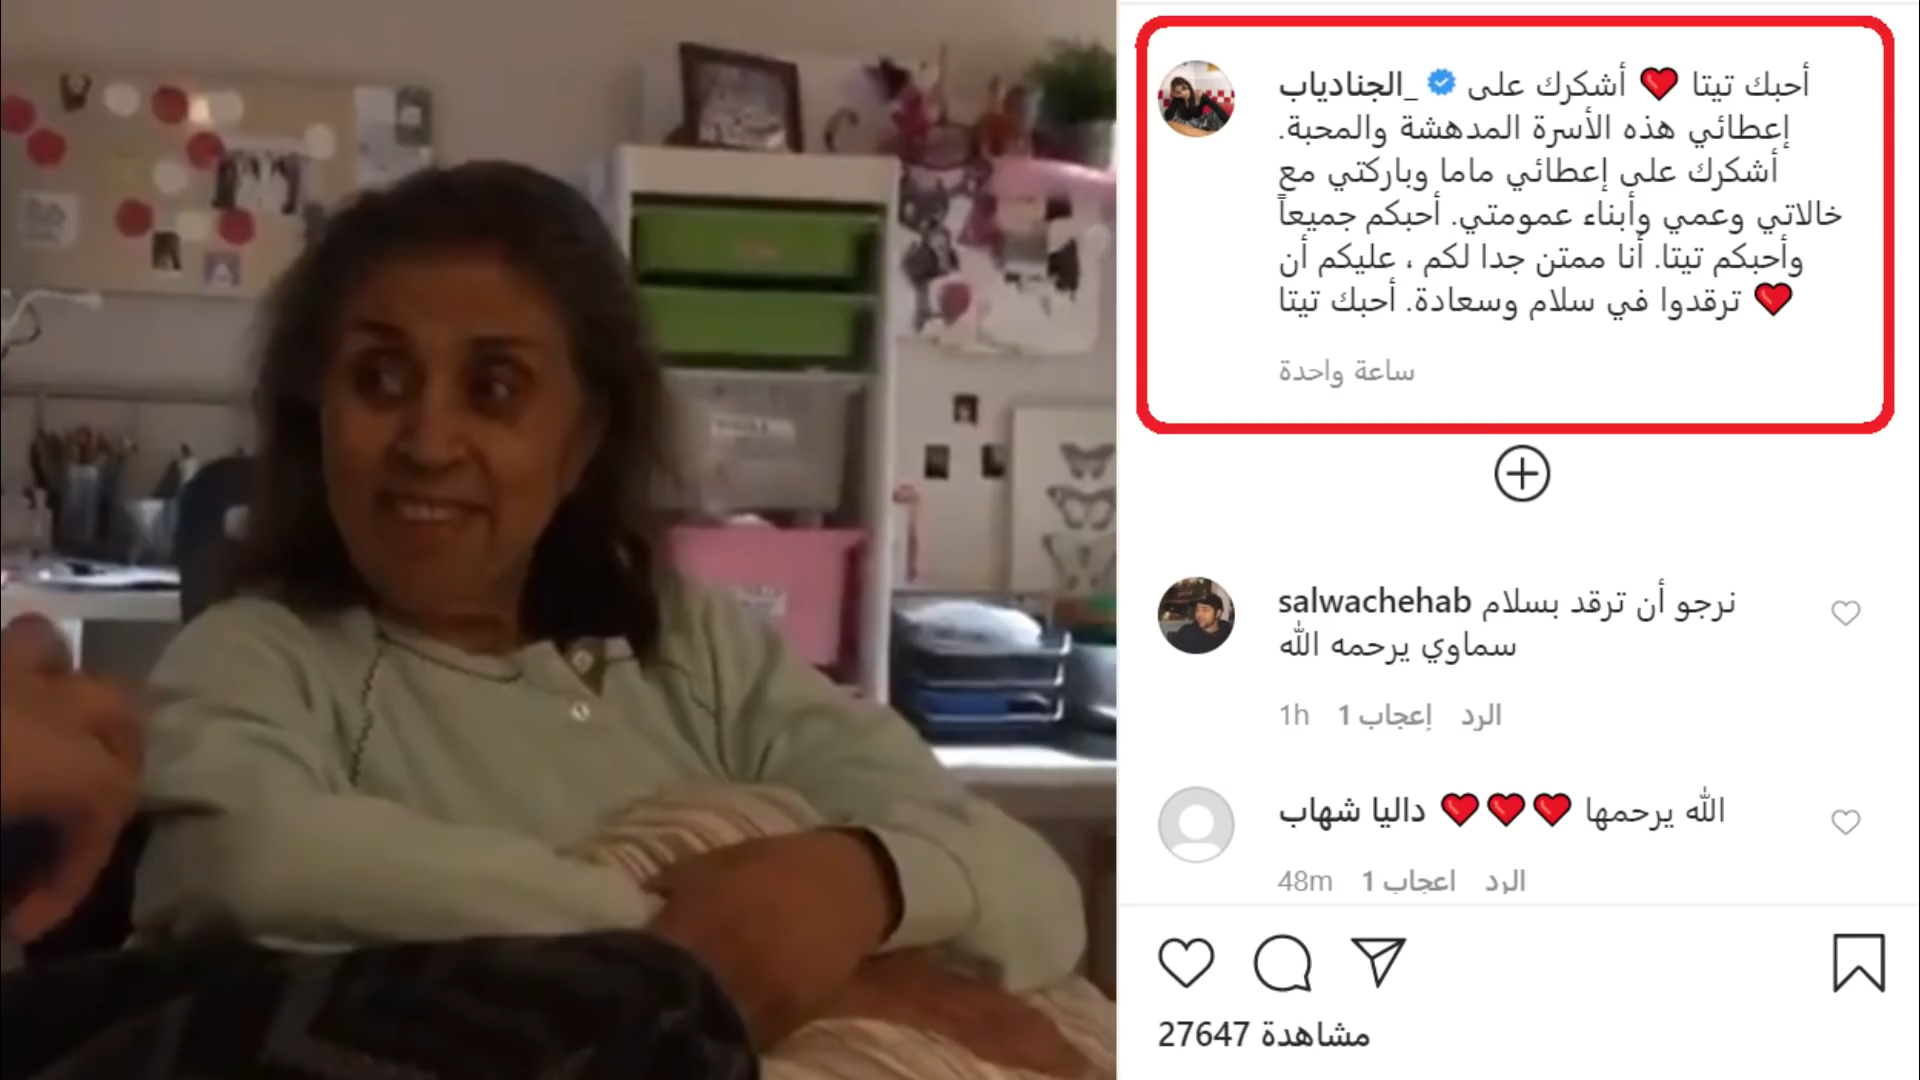 الجنادياب_ أحبك تيتا ❤️ أشكرك على
إعطائي هذه الأسرة المدهشة والمحبة.
أشكرك على إعطائي ماما وباركتي مع
خالاتي وعمي وأبناء عمومتي. أحبكم جميعاً
وأحبكم تيتا. أنا ممتن جدا لكم ، عليكم أن
ترقدوا في سلام وسعادة. أحبك تيتا ❤️
ساعة واحدة
salwachehab نرجو أن ترقد بسلام
سماوي يرحمه الله
1h 1 إعجاب الرد
داليا شهاب ❤️❤️❤️ الله يرحمها
48m 1 اعجاب الرد
27647 مشاهدة